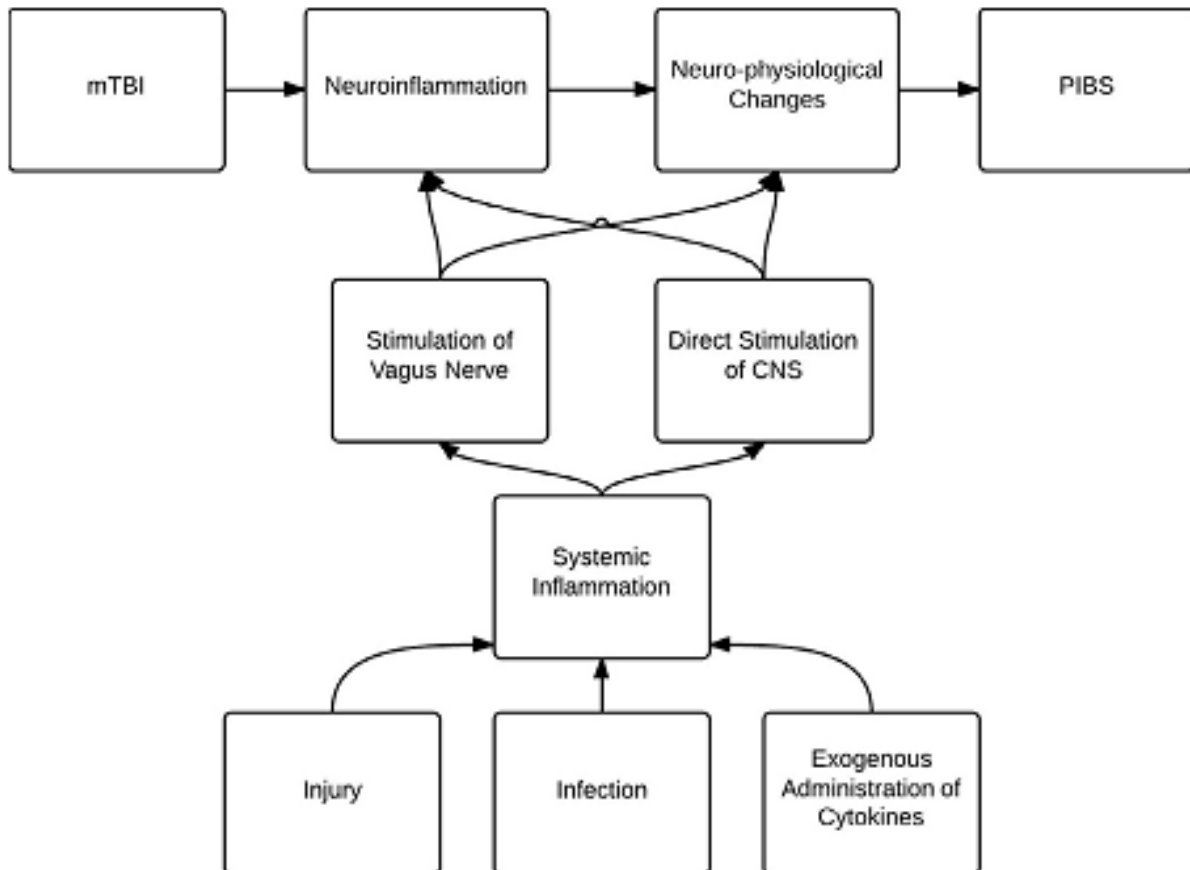 mTBI
Neuroinflammation
Neuro-physiological
Changes
PIBS
Stimulation of
Vagus Nerve
Direct Stimulation
of CNS
Systemic
Inflammation
Injury
Infection
Exogenous
Administration of
Cytokines